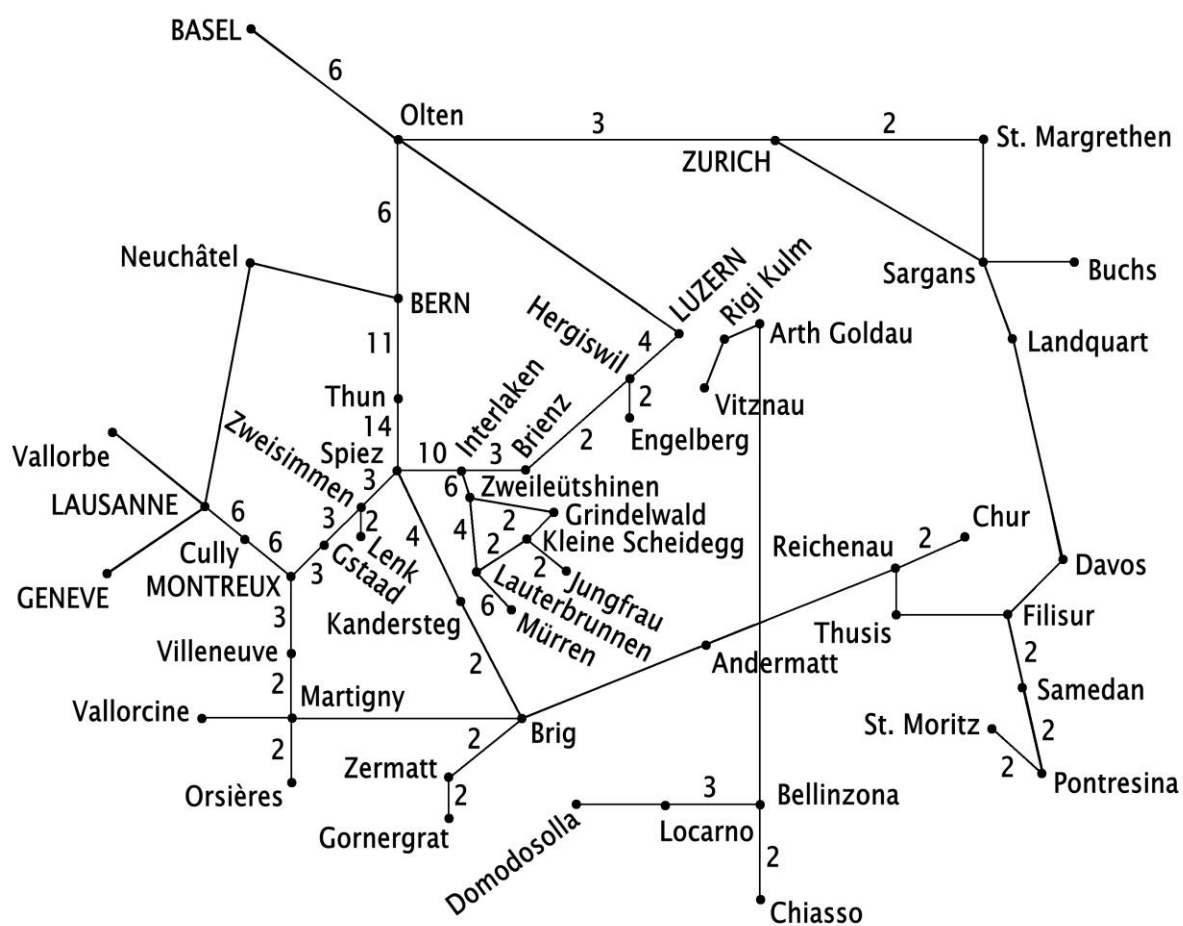 BASEL
6
Olten
3
2
St. Margrethen
ZURICH
6
Neuchâtel
LUZERN
Rigi Kulm
Sargans
Buchs
BERN
Hergiswil
4
Arth Goldau
11
Landquart
Interlaken
Brienz
2
Thun
Vitznau
14
Zweisimmen
Engelberg
Vallorbe
Spiez
10
3
2
3
6
Zweileütshinen
LAUSANNE
6
3
2
4
4
2
Grindelwald
Chur
Cully
6
Lenk
2
Kleine Scheidegg
Reichenau
2
GENEVE
MONTREUX
3
Gstaad
2
Jungfrau
Davos
Lauterbrunnen
6
3
Kandersteg
Mürren
Thusis
Filisur
Villeneuve
2
Andermatt
2
2
Martigny
Samedan
Vallorcine
Brig
St. Moritz
2
2
2
Zermatt
2
Orsières
2
3
Bellinzona
Pontresina
Gornergrat
Domodosolla
Locarno
2
Chiasso